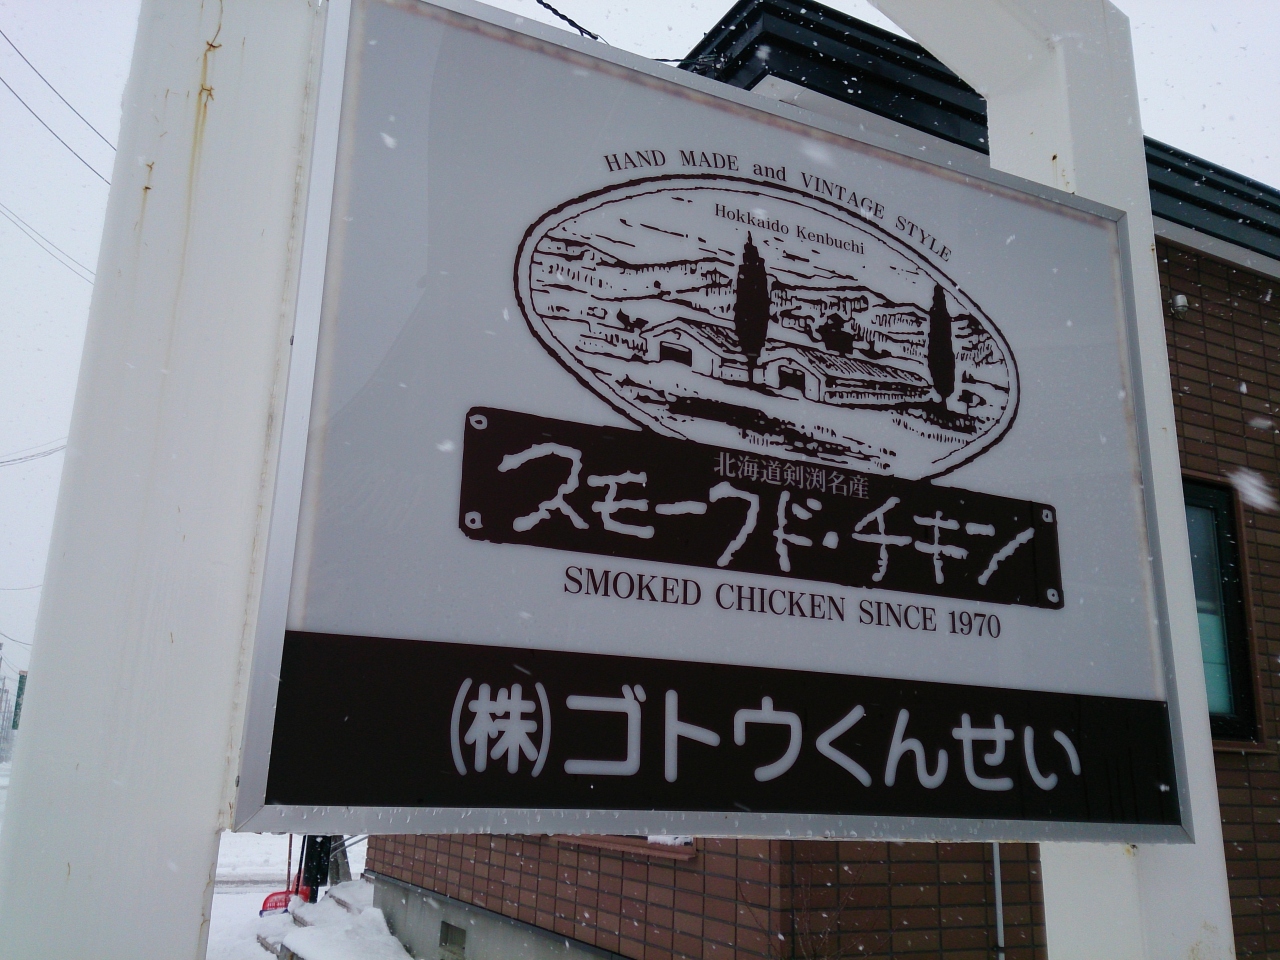 HAND MADE and VINTAGE STYLE
Hokkaido Kenbuchi
北海道剣渕名産
スモークド・チキン
SMOKED CHICKEN SINCE 1970
(株)ゴトウくんせい